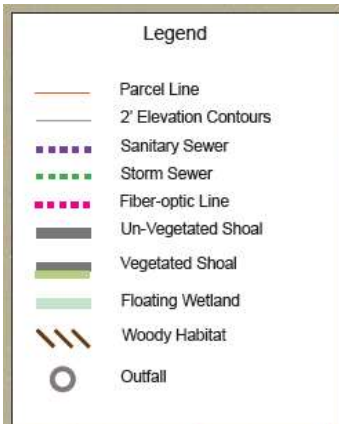 Legend
Parcel Line
2' Elevation Contours
Sanitary Sewer
Storm Sewer
Fiber-optic Line
Un-Vegetated Shoal
Vegetated Shoal
Floating Wetland
Woody Habitat
Outfall